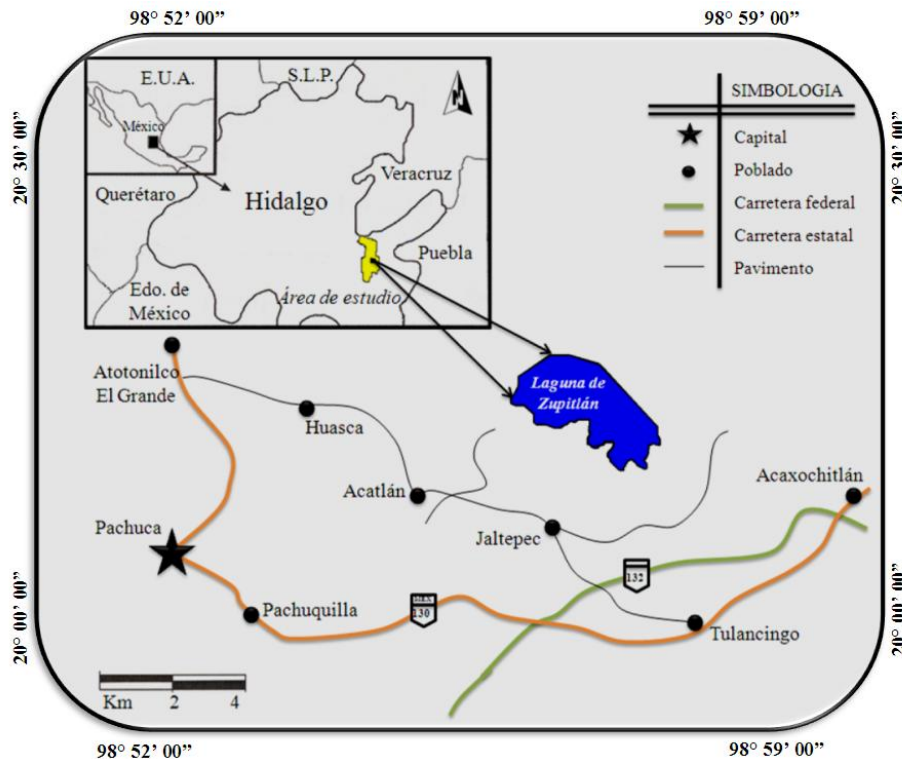 98° 52’ 00”
98° 59’ 00”
20° 30’ 00”
20° 30’ 00”
E.U.A.
México
S.L.P.
N
Querétaro
Hidalgo
Veracruz
Puebla
Edo. de
México
Área de estudio
SIMBOLOGIA
Capital
Poblado
Carretera federal
Carretera estatal
Pavimento
Atotonilco
El Grande
Huasca
Laguna de
Zupitlán
Acatlán
Acaxochitlán
Pachuca
Jaltepec
132
Pachuquilla
130
Tulancingo
20° 00’ 00”
20° 00’ 00”
Km 2 4
98° 52’ 00”
98° 59’ 00”